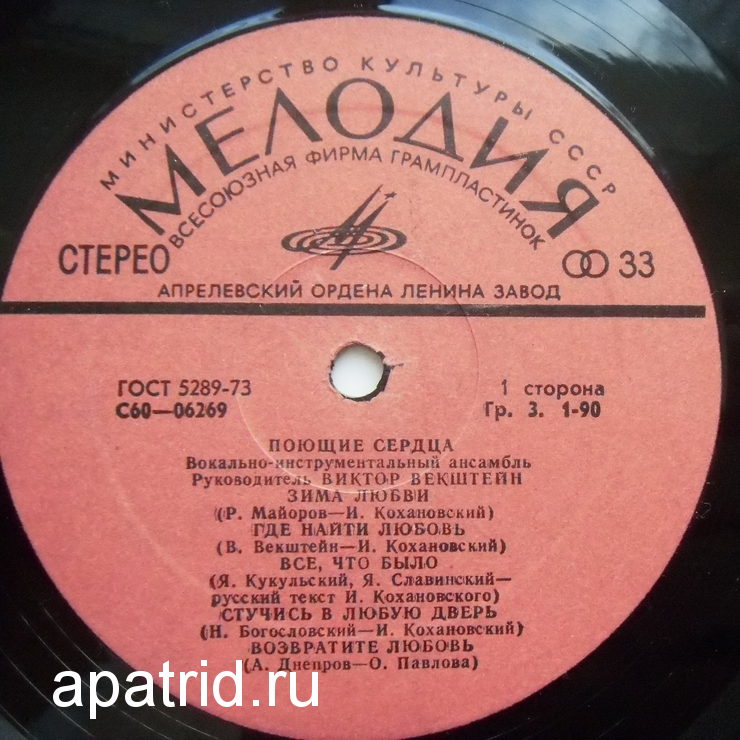 МИНИСТЕРСТВО КУЛЬТУРЫ СССР
МЕЛОДИЯ
ВСЕСОЮЗНАЯ ФИРМА ГРАМПЛАСТИНОК
СТЕРЕО
33
АПРЕЛЕВСКИЙ ОРДЕНА ЛЕНИНА ЗАВОД
ГОСТ 5289-73
1 сторона
С60—06269
Гр. 3. 1-90
ПОЮЩИЕ СЕРДЦА
Вокально-инструментальный ансамбль
Руководитель ВИКТОР ВЕКШТЕЙН
ЗИМА ЛЮБВИ
(Р. Майоров—И. Кохановский)
ГДЕ НАЙТИ ЛЮБОВЬ
(В. Векштейн—И. Кохановский)
ВСЕ, ЧТО БЫЛО
(Я. Кукульский, Я. Славинский—
русский текст И. Кохановского)
СТУЧИСЬ В ЛЮБУЮ ДВЕРЬ
(Н. Богословский—И. Кохановский)
ВОЗВРАТИТЕ ЛЮБОВЬ
(А. Днепров—О. Павлова)
apatrid.ru